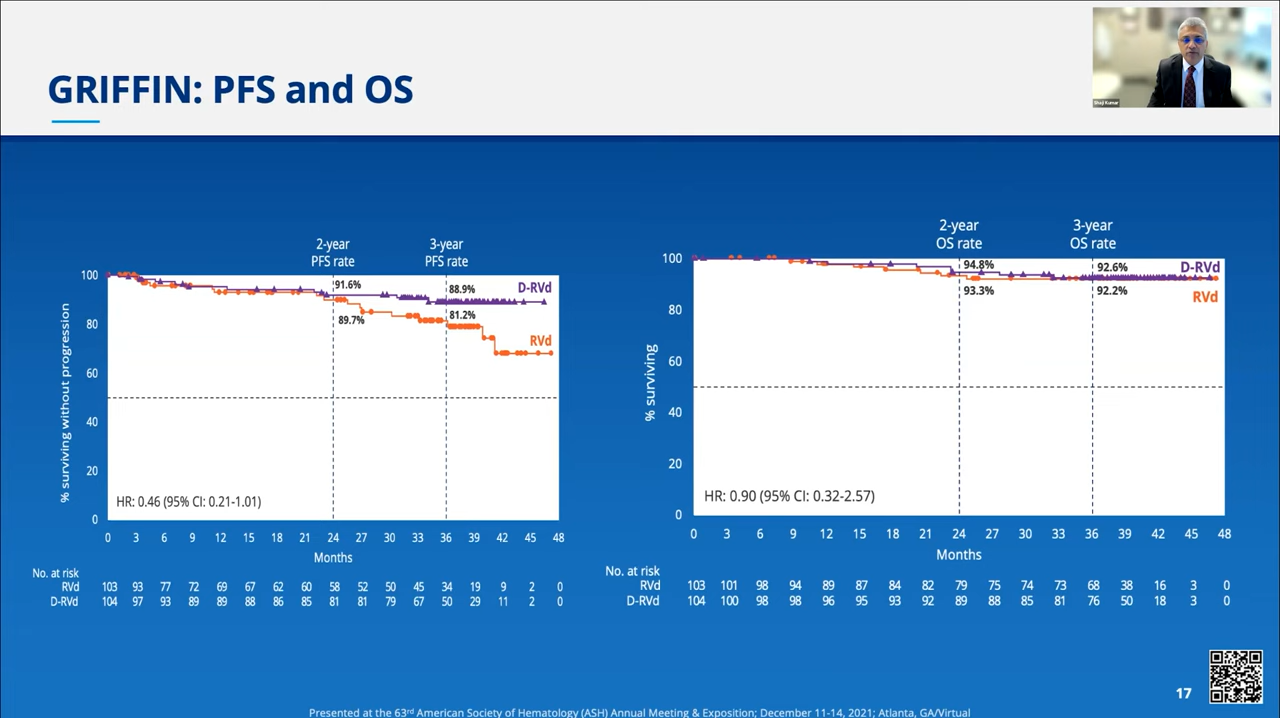 GRIFFIN: PFS and OS
Shaji Kumar
2-year
PFS rate
3-year
PFS rate
% surviving without progression
100
80
60
40
20
0
91.6%
89.7%
88.9%
81.2%
D-RVd
RVd
HR: 0.46 (95% CI: 0.21-1.01)
0 3 6 9 12 15 18 21 24 27 30 33 36 39 42 45 48
Months
No. at risk
RVd 103 93 77 72 69 67 62 60 58 52 50 45 34 19 9 2 0
D-RVd 104 97 93 89 89 88 86 85 81 81 79 67 50 29 11 2 0
2-year
OS rate
3-year
OS rate
% surviving
100
80
60
40
20
0
94.8%
93.3%
92.6%
92.2%
D-RVd
RVd
HR: 0.90 (95% CI: 0.32-2.57)
0 3 6 9 12 15 18 21 24 27 30 33 36 39 42 45 48
Months
No. at risk
RVd 103 101 98 94 89 87 84 82 79 75 74 73 68 38 16 3 0
D-RVd 104 100 98 98 96 95 93 92 89 88 85 81 76 50 18 3 0
17
Presented at the 63rd American Society of Hematology (ASH) Annual Meeting & Exposition; December 11-14, 2021; Atlanta, GA/Virtual